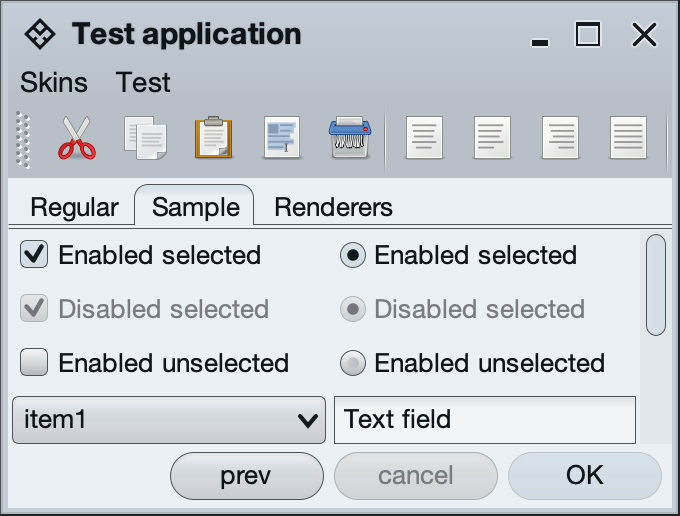 Test application
Skins Test
Regular Sample Renderers
Enabled selected Enabled selected
Disabled selected Disabled selected
Enabled unselected Enabled unselected
item1 Text field
prev cancel OK